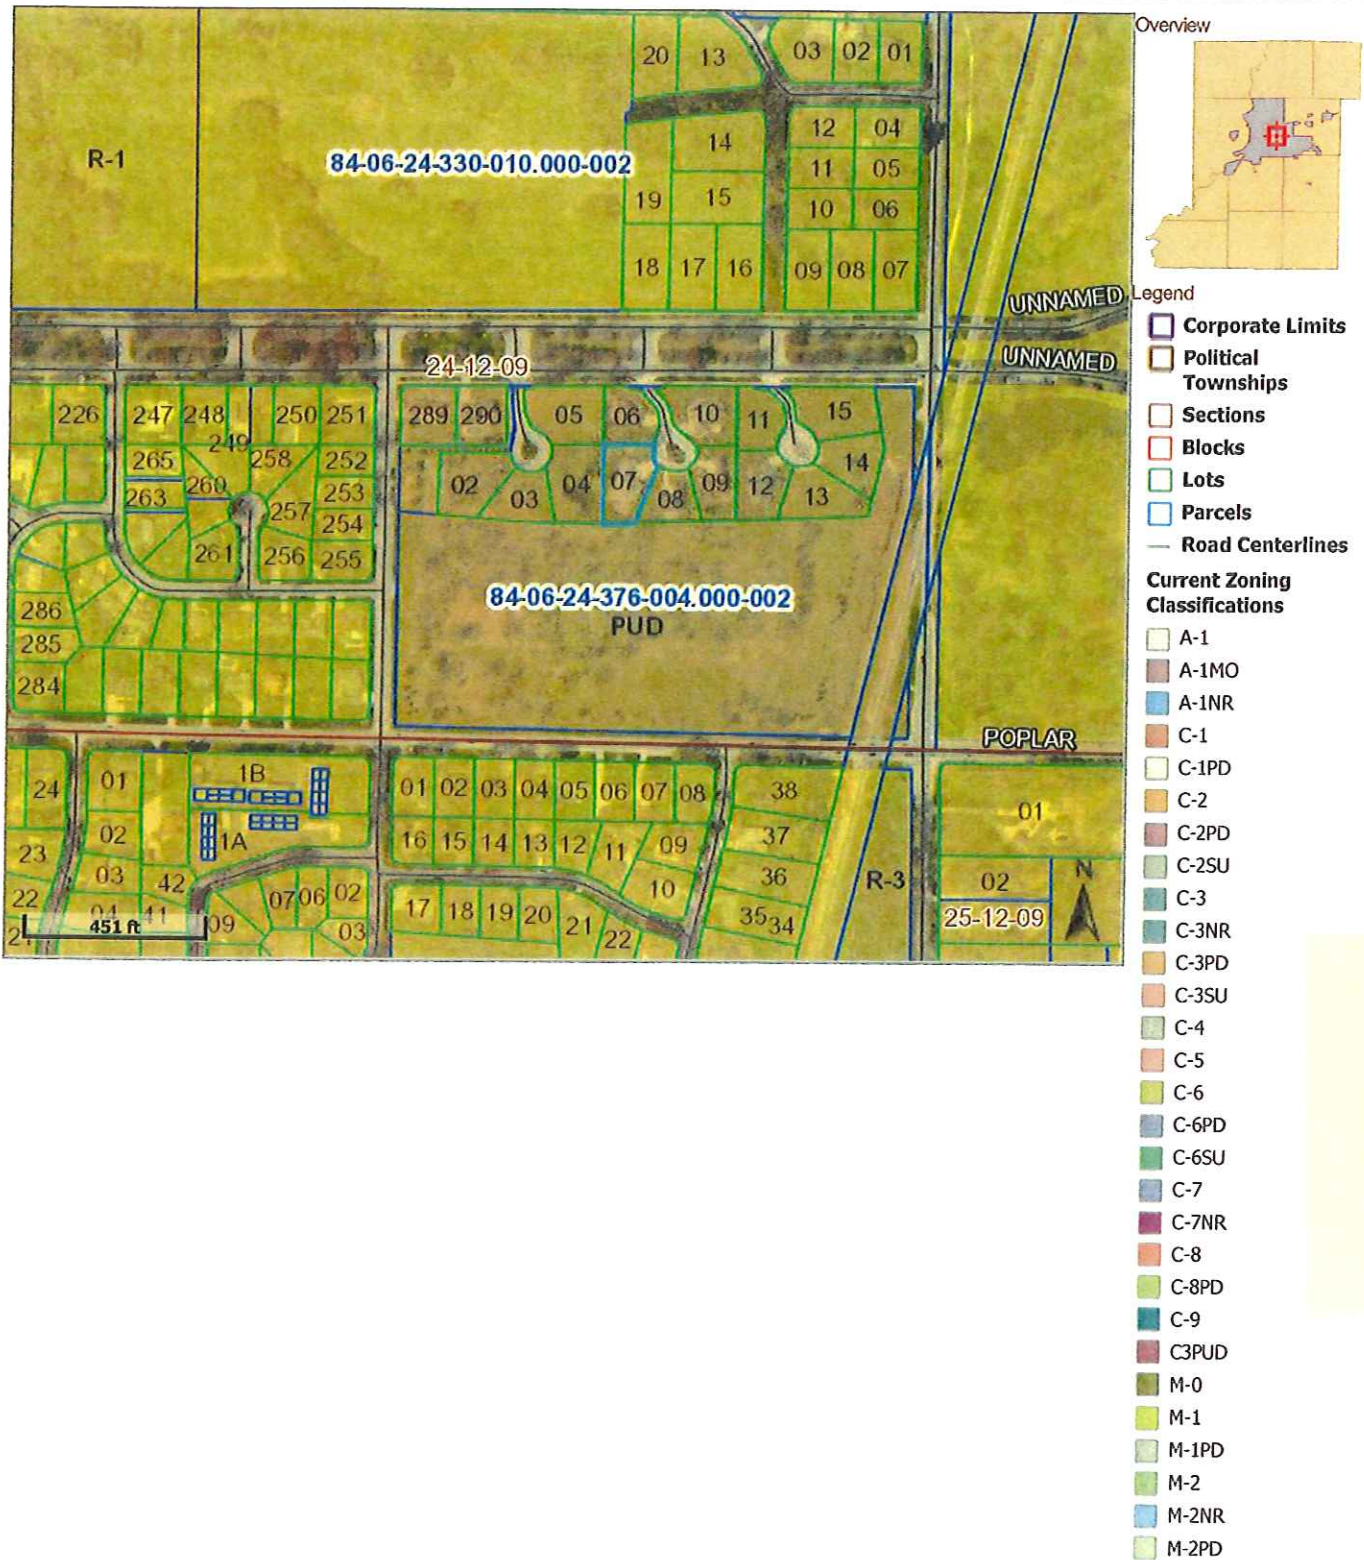 20 13 03 02 01
R-1
84-06-24-330-010.000-002
14 12 04
11 05
19 15 10 06
18 17 16 09 08 07
UNNAMED
UNNAMED
24-12-09
226 247 248 250 251 289 290 05 06 10 11 15
249
265 258 252
263 260 253 02 03 04 07 08 09 12 13 14
257 254
261 256 255
84-06-24-376-004.000-002
PUD
286
285
284
POPLAR
24 01 1B 01 02 03 04 05 06 07 08 38 01
23 02 1A 16 15 14 13 12 11 09 37
03 42 10 36 R-3 02
22 07 06 02 17 18 19 20 21 22 35 34 25-12-09
04 41 09 03
451 ft
N
Overview
Legend
Corporate Limits
Political
Townships
Sections
Blocks
Lots
Parcels
Road Centerlines
Current Zoning
Classifications
A-1
A-1MO
A-1NR
C-1
C-1PD
C-2
C-2PD
C-2SU
C-3
C-3NR
C-3PD
C-3SU
C-4
C-5
C-6
C-6PD
C-6SU
C-7
C-7NR
C-8
C-8PD
C-9
C3PUD
M-0
M-1
M-1PD
M-2
M-2NR
M-2PD